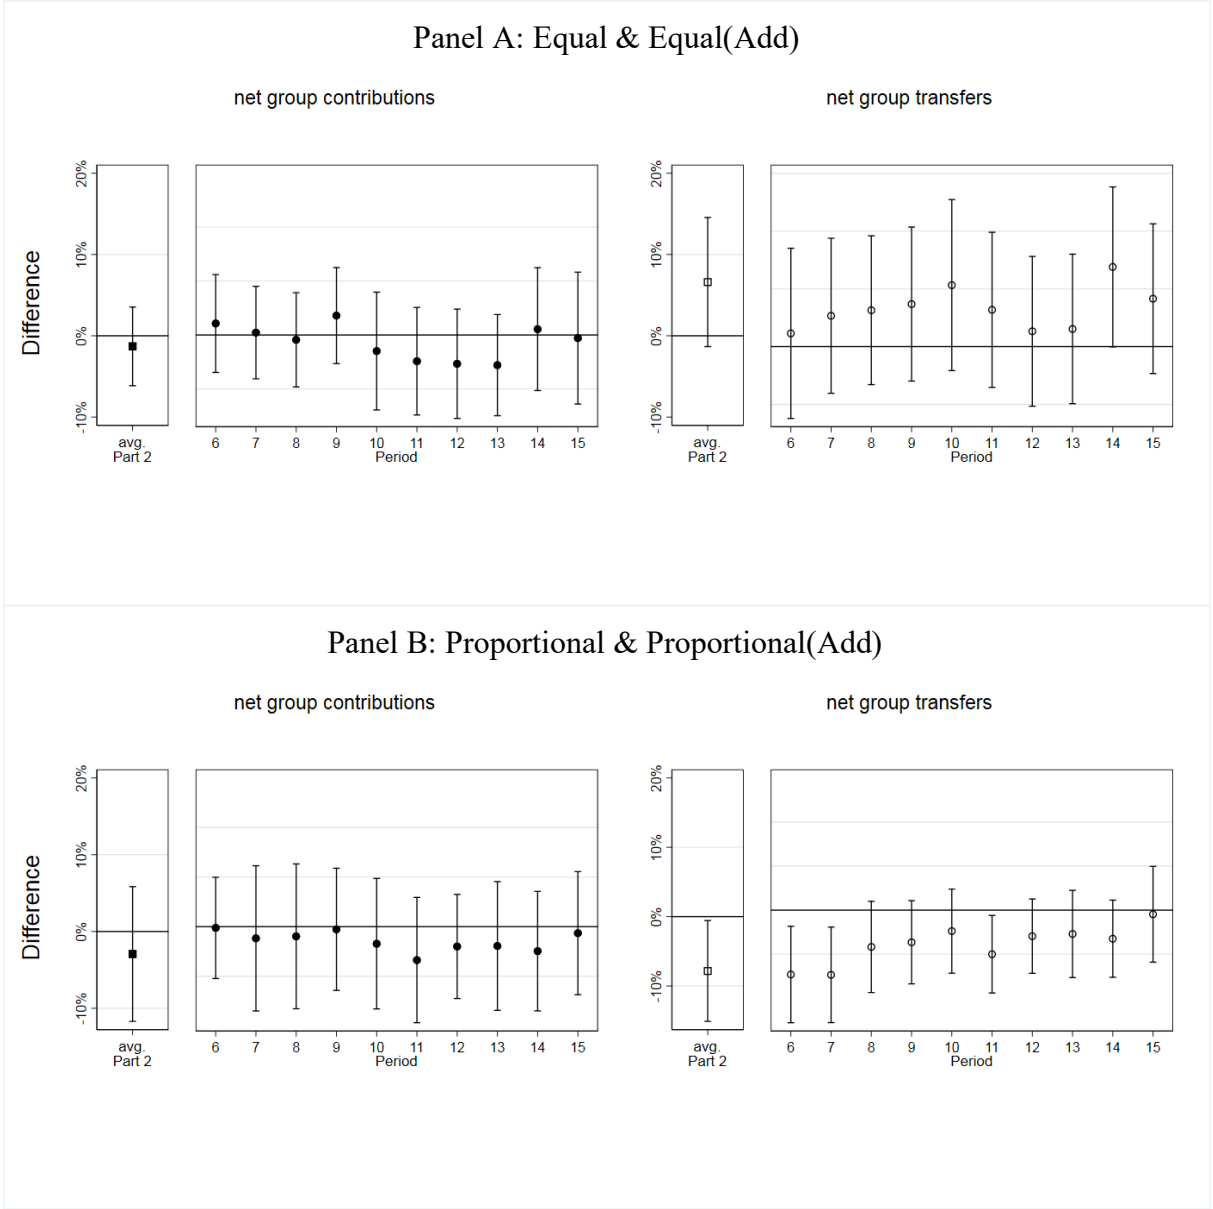 Panel A: Equal & Equal(Add)
net group contributions
net group transfers
Difference
20%
10%
0%
-10%
avg.
Part 2
6 7 8 9 10 11 12 13 14 15
Period
20%
10%
0%
-10%
avg.
Part 2
6 7 8 9 10 11 12 13 14 15
Period
Panel B: Proportional & Proportional(Add)
net group contributions
net group transfers
Difference
20%
10%
0%
-10%
avg.
Part 2
6 7 8 9 10 11 12 13 14 15
Period
20%
10%
0%
-10%
avg.
Part 2
6 7 8 9 10 11 12 13 14 15
Period